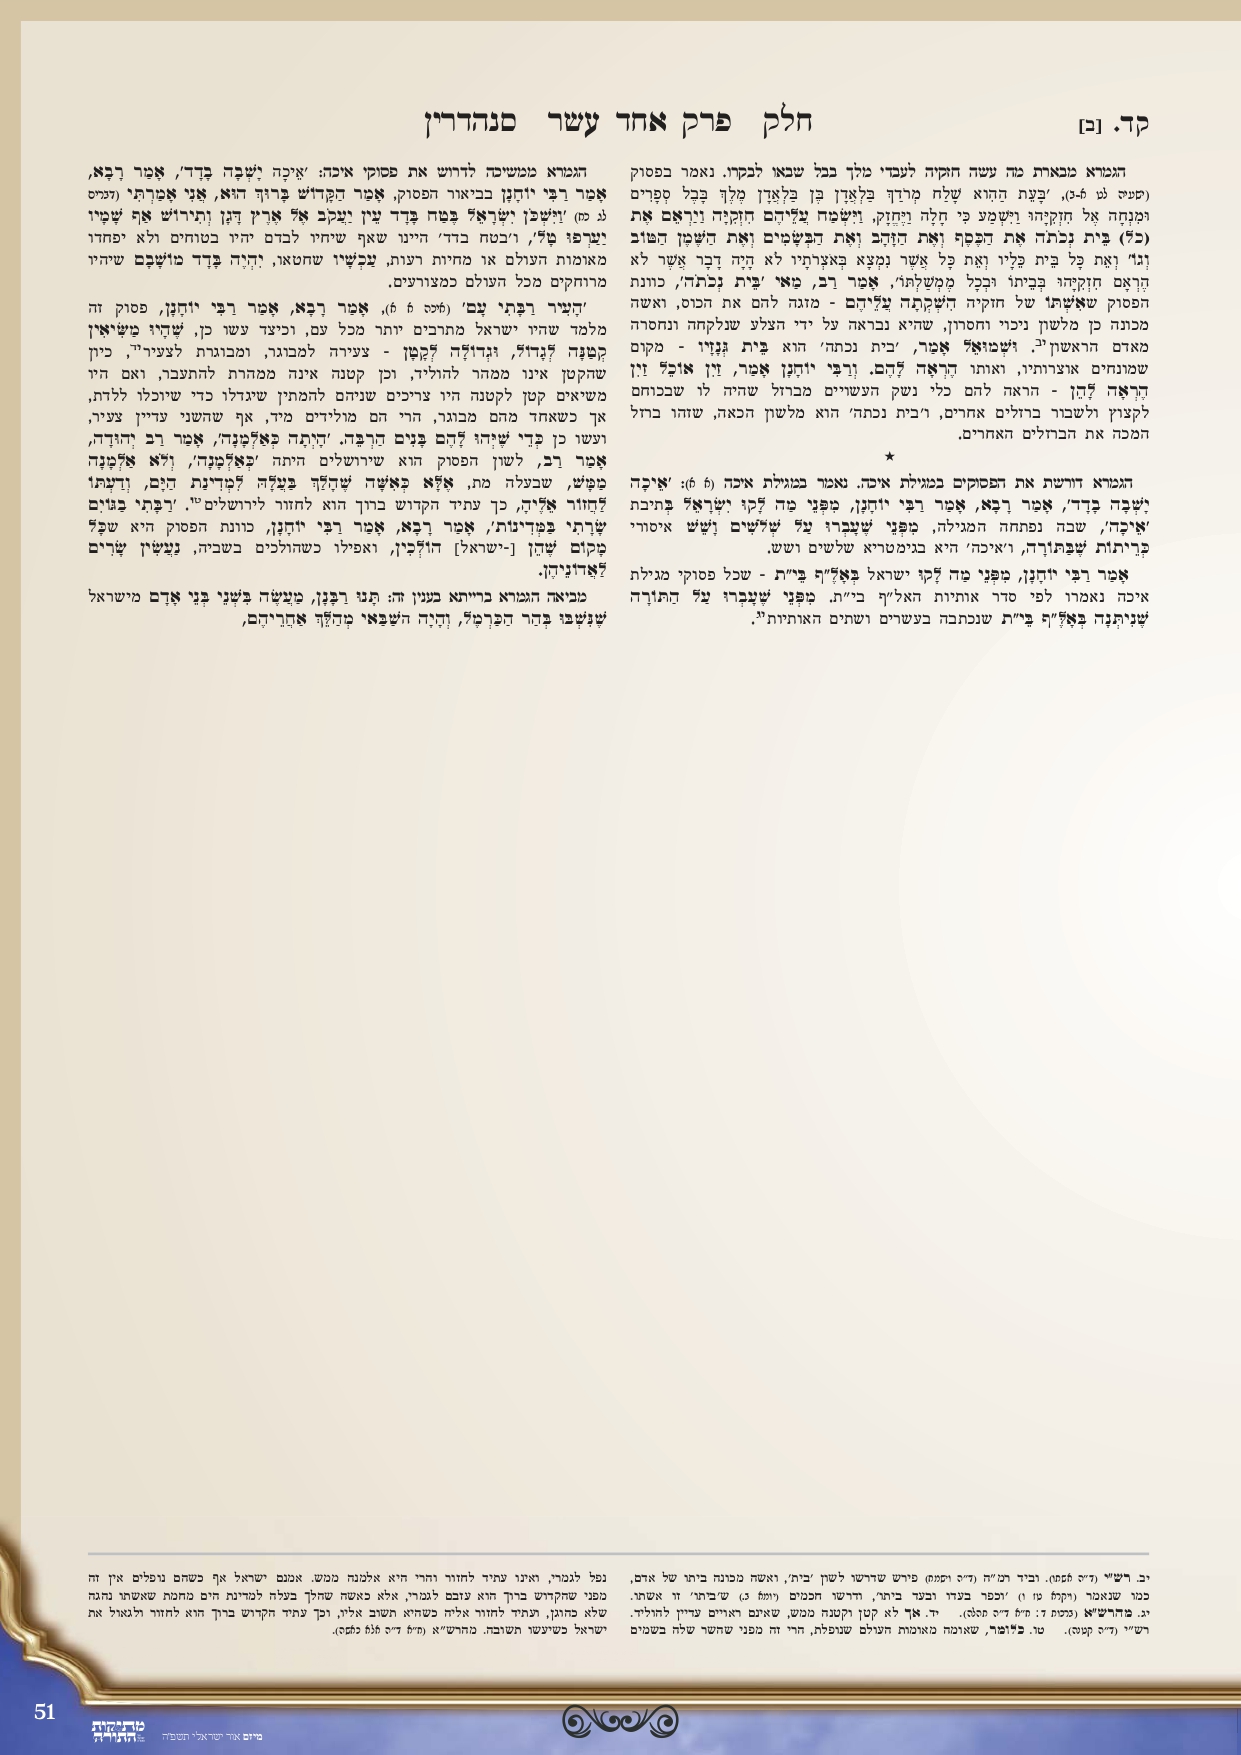 קד. [ב]
חלק פרק אחד עשר סנהדרין
הגמרא מבארת מה עשה חזקיה לעבדי מלך בבל שבאו לבקרו. נאמר בפסוק
(ישעיה לט א-ב), 'בָּעֵת הַהִוא שָׁלַח מְרֹדַךְ בַּלְאֲדָן בֶּן בַּלְאֲדָן מֶלֶךְ בָּבֶל סְפָרִים
וּמִנְחָה אֶל חִזְקִיָּהוּ וַיִּשְׁמַע כִּי חָלָה וַיֶּחֱזָק, וַיִּשְׂמַח עֲלֵיהֶם חִזְקִיָּה וַיַּרְאֵם אֶת
(כל) בֵּית נְכֹתֹה אֶת הַכֶּסֶף וְאֶת הַזָּהָב וְאֶת הַבְּשָׂמִים וְאֶת הַשֶּׁמֶן הַטּוֹב
וְגוֹ' וְאֵת כָּל בֵּית כֵּלָיו וְאֵת כָּל אֲשֶׁר נִמְצָא בְּאֹצְרֹתָיו לֹא הָיָה דָבָר אֲשֶׁר לֹא
הֶרְאָם חִזְקִיָּהוּ בְּבֵיתוֹ וּבְכָל מֶמְשַׁלְתּוֹ', אָמַר רַב, מַאי 'בֵּית נְכֹתֹה', כוונת
הפסוק שאִשְׁתּוֹ של חזקיה הִשְׁקְתָה עֲלֵיהֶם - מזגה להם את הכוס, ואשה
מכונה כן מלשון ניכוי וחסרון, שהיא נבראה על ידי הצלע שנלקחה ונחסרה
מאדם הראשוןיב. וּשְׁמוּאֵל אָמַר, 'בית נכתה' הוא בֵּית גְּנָזָיו - מקום
שמונחים אוצרותיו, ואותו הֶרְאָה לָהֶם. וְרַבִּי יוֹחָנָן אָמַר, זַיִן אוֹכֵל זַיִן
הֶרְאָה לָהֶן - הראה להם כלי נשק העשויים מברזל שהיה לו שבכוחם
לקצוץ ולשבור ברזלים אחרים, ו'בית נכתה' הוא מלשון הכאה, שזהו ברזל
המכה את הברזלים האחרים.
★
הגמרא דורשת את הפסוקים במגילת איכה. נאמר במגילת איכה (א א): 'אֵיכָה
יָשְׁבָה בָדָד', אָמַר רָבָא, אָמַר רַבִּי יוֹחָנָן, מִפְּנֵי מַה לָּקוּ יִשְׂרָאֵל בְּתיבת
'אֵיכָה', שבה נפתחה המגילה, מִפְּנֵי שֶׁעָבְרוּ עַל שְׁלֹשִׁים וָשֵׁשׁ איסורי
כְּרֵיתוֹת שֶׁבַּתּוֹרָה, ו'איכה' היא בגימטריא שלשים ושש.
אָמַר רַבִּי יוֹחָנָן, מִפְּנֵי מַה לָּקוּ ישראל בְּאָלֶ"ף בֵּי"ת - שכל פסוקי מגילת
איכה נאמרו לפי סדר אותיות האל"ף בי"ת. מִפְּנֵי שֶׁעָבְרוּ עַל הַתּוֹרָה
שֶׁנִּיתְּנָה בְּאָלֶ"ף בֵּי"ת שנכתבה בעשרים ושתים האותיותיג.
הגמרא ממשיכה לדרוש את פסוקי איכה: 'אֵיכָה יָשְׁבָה בָדָד', אָמַר רָבָא,
אָמַר רַבִּי יוֹחָנָן בביאור הפסוק, אָמַר הַקָּדוֹשׁ בָּרוּךְ הוּא, אֲנִי אָמַרְתִּי (דברים
לג כח) 'וַיִּשְׁכֹּן יִשְׂרָאֵל בֶּטַח בָּדָד עֵין יַעֲקֹב אֶל אֶרֶץ דָּגָן וְתִירוֹשׁ אַף שָׁמָיו
יַעַרְפוּ טָל', ו'בטח בדד' היינו שאף שיחיו לבדם יהיו בטוחים ולא יפחדו
מאומות העולם או מחיות רעות, עַכְשָׁיו שחטאו, יִהְיֶה בָּדָד מוֹשָׁבָם שיהיו
מרוחקים מכל העולם כמצורעים.
'הָעִיר רַבָּתִי עָם' (איכה א א), אָמַר רָבָא, אָמַר רַבִּי יוֹחָנָן, פסוק זה
מלמד שהיו ישראל מתרבים יותר מכל עם, וכיצד עשו כן, שֶׁהָיוּ מַשִּׂיאִין
קְטַנָּה לְגָדוֹל, וּגְדוֹלָה לְקָטָן - צעירה למבוגר, ומבוגרת לצעיריד, כיון
שהקטן אינו ממהר להוליד, וכן קטנה אינה ממהרת להתעבר, ואם היו
משיאים קטן לקטנה היו צריכים שניהם להמתין שיגדלו כדי שיוכלו ללדת,
אך כשאחד מהם מבוגר, הרי הם מולידים מיד, אף שהשני עדיין צעיר,
ועשו כן כְּדֵי שֶׁיְּהוּ לָהֶם בָּנִים הַרְבֵּה. 'הָיְתָה כְּאַלְמָנָה', אָמַר רַב יְהוּדָה,
אָמַר רַב, לשון הפסוק הוא שירושלים היתה 'כְּאַלְמָנָה', וְלֹא אַלְמָנָה
מַמָּשׁ, שבעלה מת, אֶלָּא כְּאִשָּׁה שֶׁהָלַךְ בַּעֲלָהּ לִמְדִינַת הַיָּם, וְדַעְתּוֹ
לַחֲזוֹר אֵלֶיהָ, כך עתיד הקדוש ברוך הוא לחזור לירושליםטו. 'רַבָּתִי בַגּוֹיִם
שָׂרָתִי בַּמְּדִינוֹת', אָמַר רָבָא, אָמַר רַבִּי יוֹחָנָן, כוונת הפסוק היא שכָּל
מָקוֹם שֶׁהֵן [-ישראל] הוֹלְכִין, ואפילו כשהולכים בשביה, נַעֲשִׂין שָׂרִים
לַאֲדוֹנֵיהֶן.
מביאה הגמרא ברייתא בענין זה: תָּנוּ רַבָּנָן, מַעֲשֶׂה בִּשְׁנֵי בְּנֵי אָדָם מישראל
שֶׁנִּשְׁבּוּ בְּהַר הַכַּרְמֶל, וְהָיָה השַׁבַּאי מְהַלֵּךְ אַחֲרֵיהֶם,
יב. רש"י (ד"ה אשתו). וביד רמ"ה (ד"ה וישמח) פירש שדרשו לשון 'בית', ואשה מכונה ביתו של אדם,
כמו שנאמר (ויקרא טז ו) 'וכפר בעדו ובעד ביתו', ודרשו חכמים (יומא ב.) ש'ביתו' זו אשתו.
יג. מהרש"א (ברכות ד: ח"א ד"ה תהלה). יד. אך לא קטן וקטנה ממש, שאינם ראויים עדיין להוליד.
רש"י (ד"ה קטנה). טו. כלומר, שאומה מאומות העולם שנופלת, הרי זה מפני שהשר שלה בשמים
נפל לגמרי, ואינו עתיד לחזור והרי היא אלמנה ממש. אמנם ישראל אף כשהם נופלים אין זה
מפני שהקדוש ברוך הוא עזבם לגמרי, אלא כאשה שהלך בעלה למדינת הים מחמת שאשתו נהגה
שלא כהוגן, ועתיד לחזור אליה כשהיא תשוב אליו, וכך עתיד הקדוש ברוך הוא לחזור ולגאול את
ישראל כשיעשו תשובה. מהרש"א (ח"א ד"ה אלא כאשה).
51
מתיקות
התורה
מיזם אור ישראלי תשפ"ה